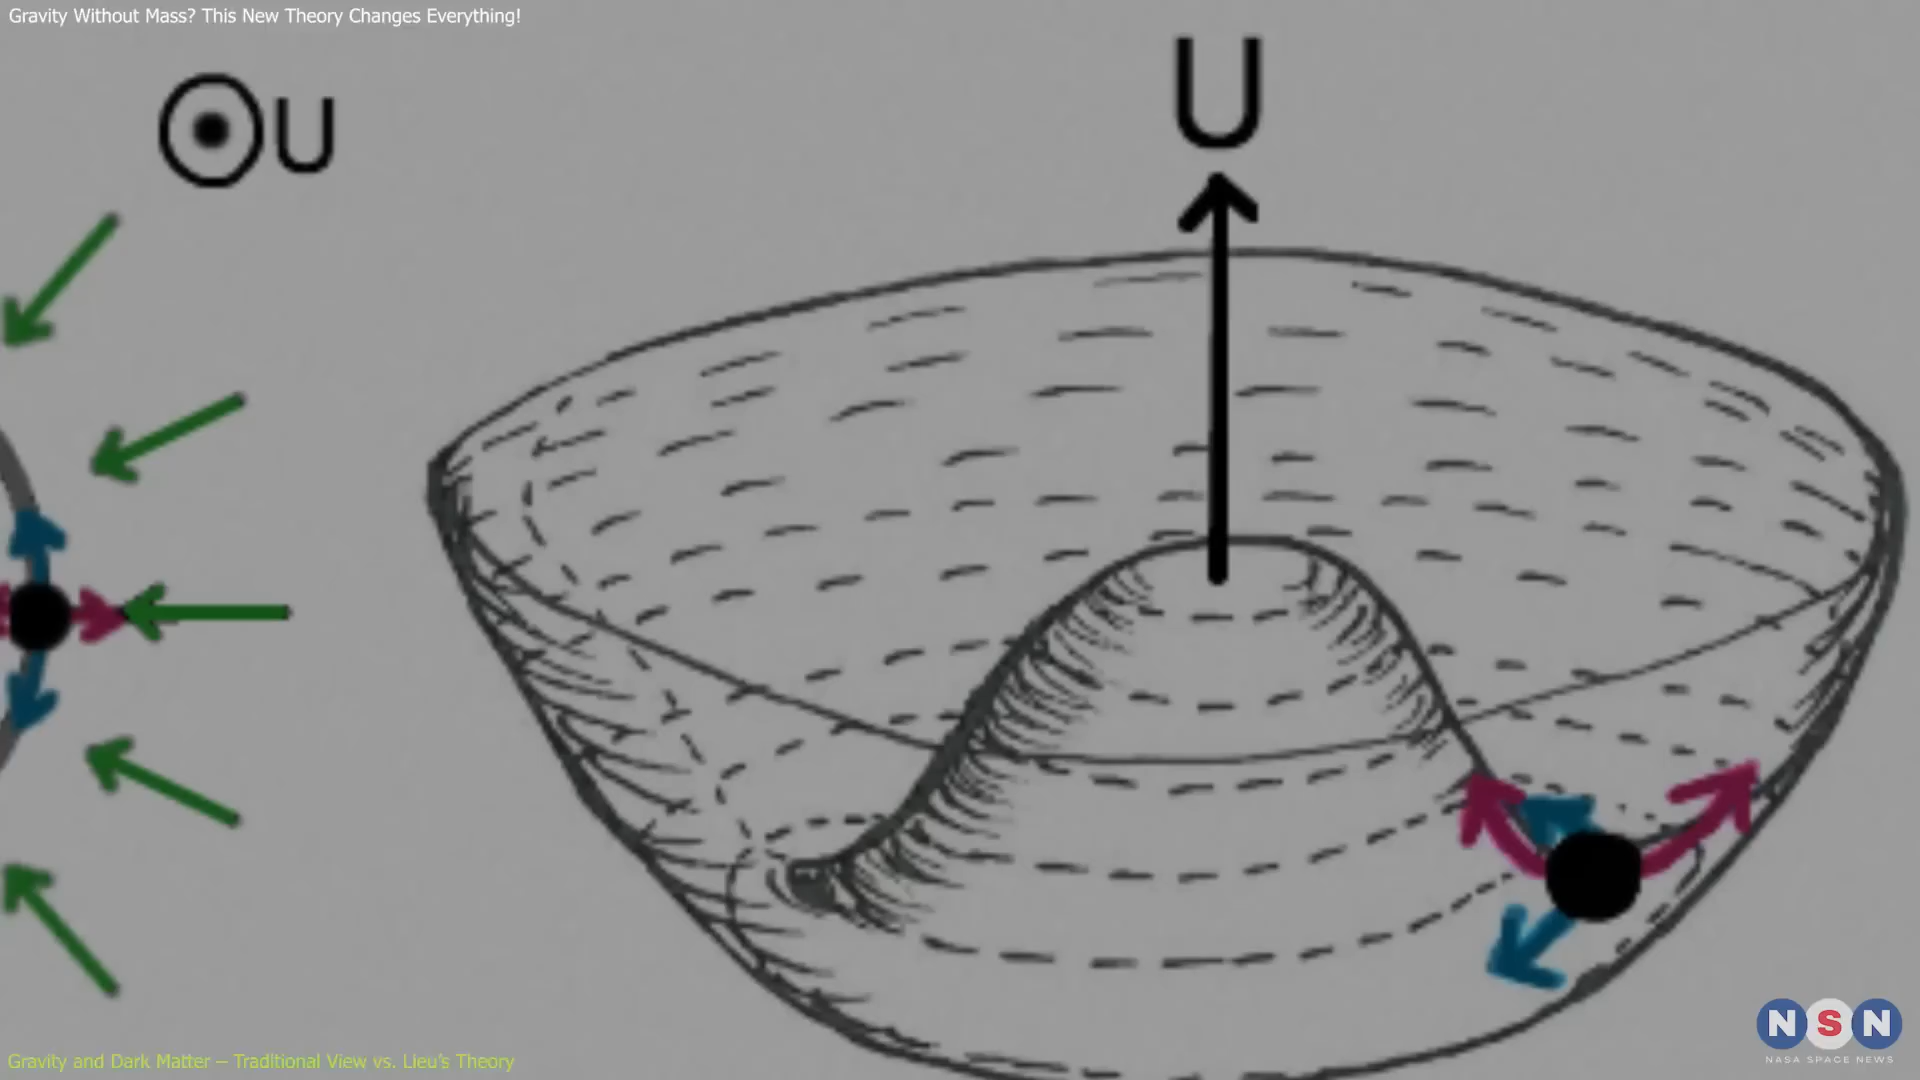 Gravity Without Mass? This New Theory Changes Everything!
U
U
NSN
NASA SPACE NEWS
Gravity and Dark Matter – Traditional View vs. Lieu's Theory